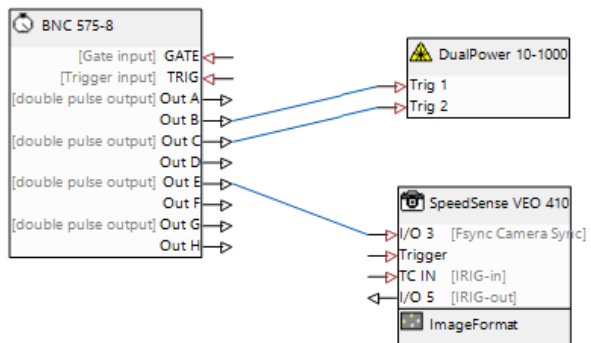 BNC 575-8
[Gate input] GATE
[Trigger input] TRIG
[double pulse output] Out A
Out B
[double pulse output] Out C
Out D
[double pulse output] Out E
Out F
[double pulse output] Out G
Out H
DualPower 10-1000
Trig 1
Trig 2
SpeedSense VEO 410
I/O 3 [Fsync Camera Sync]
Trigger
TC IN [IRIG-in]
I/O 5 [IRIG-out]
ImageFormat